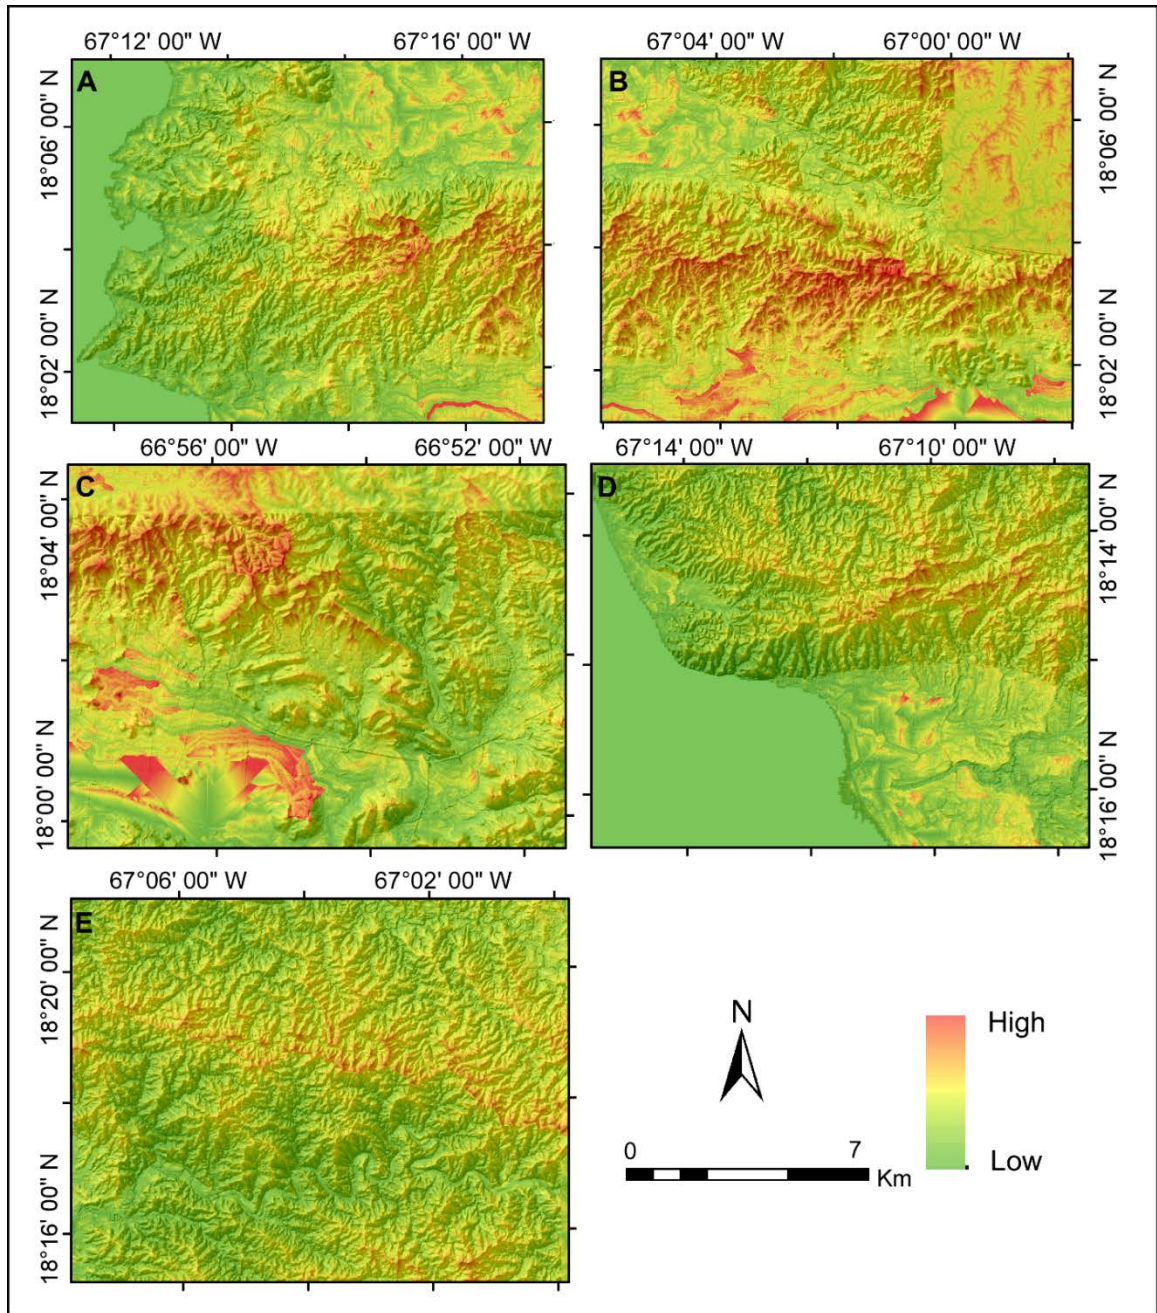 67°12' 00" W 67°16' 00" W
67°04' 00" W 67°00' 00" W
A
B
18°06' 00" N
18°02' 00" N
18°06' 00" N
18°02' 00" N
66°56' 00" W 66°52' 00" W
67°14' 00" W 67°10' 00" W
C
D
18°04' 00" N
18°00' 00" N
18°14' 00" N
18°16' 00" N
67°06' 00" W 67°02' 00" W
E
18°20' 00" N
18°16' 00" N
N
0 7
Km
High
Low